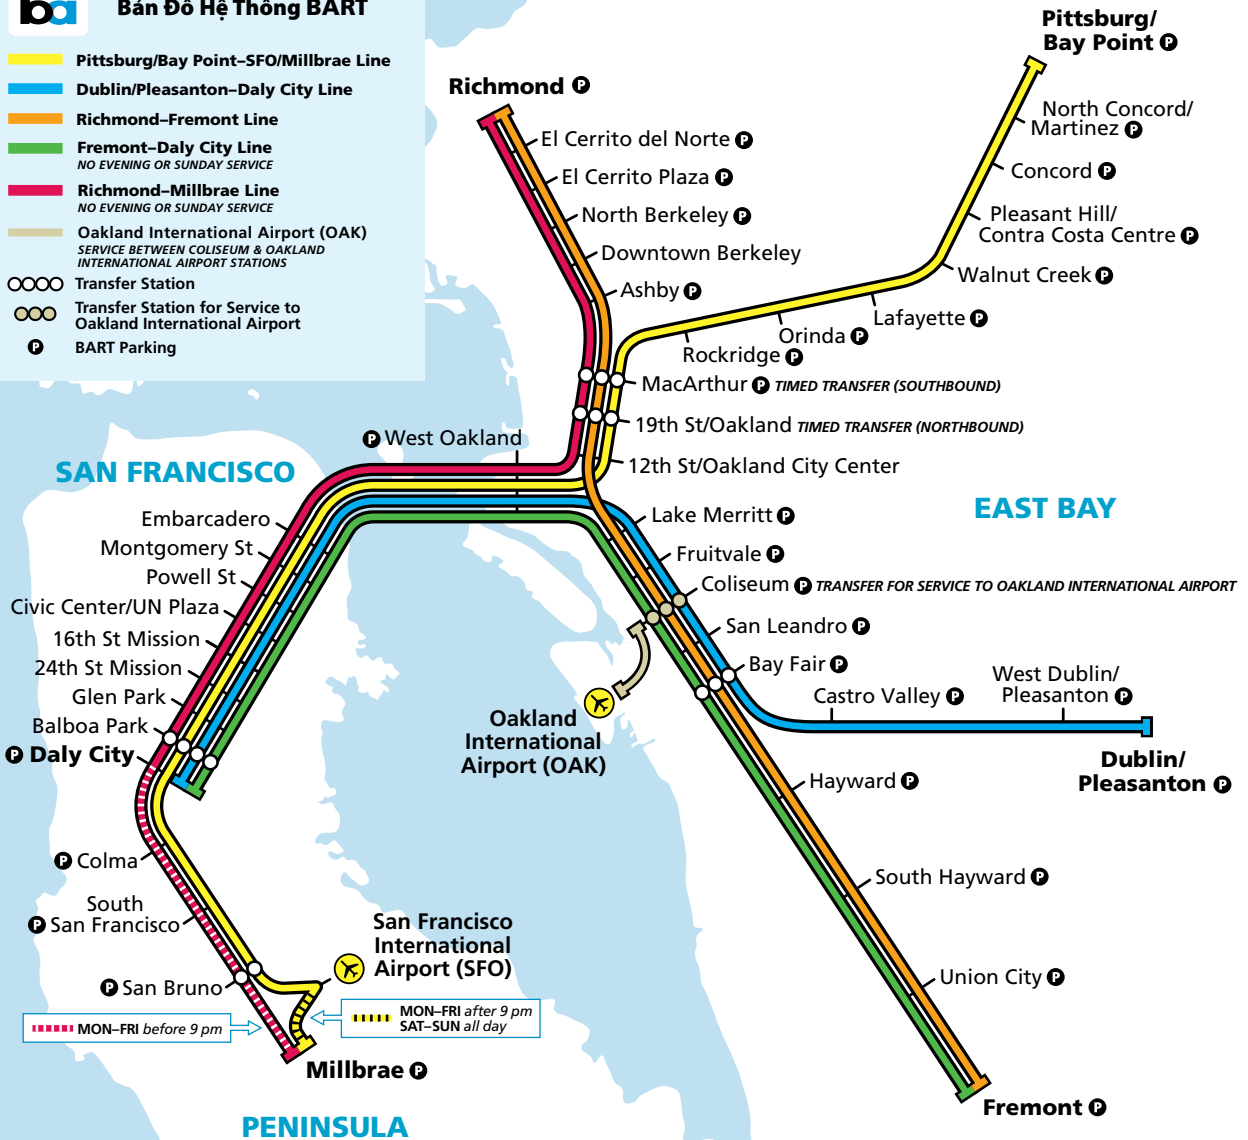 ba
Bản Đồ Hệ Thống BART
Pittsburg/Bay Point–SFO/Millbrae Line
Dublin/Pleasanton–Daly City Line
Richmond–Fremont Line
Fremont–Daly City Line
NO EVENING OR SUNDAY SERVICE
Richmond–Millbrae Line
NO EVENING OR SUNDAY SERVICE
Oakland International Airport (OAK)
SERVICE BETWEEN COLISEUM & OAKLAND
INTERNATIONAL AIRPORT STATIONS
Transfer Station
Transfer Station for Service to
Oakland International Airport
P BART Parking
Pittsburg/
Bay Point P
North Concord/
Martinez P
Concord P
Pleasant Hill/
Contra Costa Centre P
Walnut Creek P
Lafayette P
Orinda P
Rockridge P
Richmond P
El Cerrito del Norte P
El Cerrito Plaza P
North Berkeley P
Downtown Berkeley
Ashby P
MacArthur P TIMED TRANSFER (SOUTHBOUND)
19th St/Oakland TIMED TRANSFER (NORTHBOUND)
12th St/Oakland City Center
P West Oakland
SAN FRANCISCO
EAST BAY
Embarcadero
Montgomery St
Powell St
Civic Center/UN Plaza
16th St Mission
24th St Mission
Glen Park
Balboa Park
P Daly City
Lake Merritt P
Fruitvale P
Coliseum P TRANSFER FOR SERVICE TO OAKLAND INTERNATIONAL AIRPORT
San Leandro P
Bay Fair P
Castro Valley P
West Dublin/
Pleasanton P
Dublin/
Pleasanton P
Oakland
International
Airport (OAK)
Hayward P
South Hayward P
Union City P
Fremont P
P Colma
South
P San Francisco
P San Bruno
San Francisco
International
Airport (SFO)
MON–FRI before 9 pm
MON–FRI after 9 pm
SAT–SUN all day
Millbrae P
PENINSULA